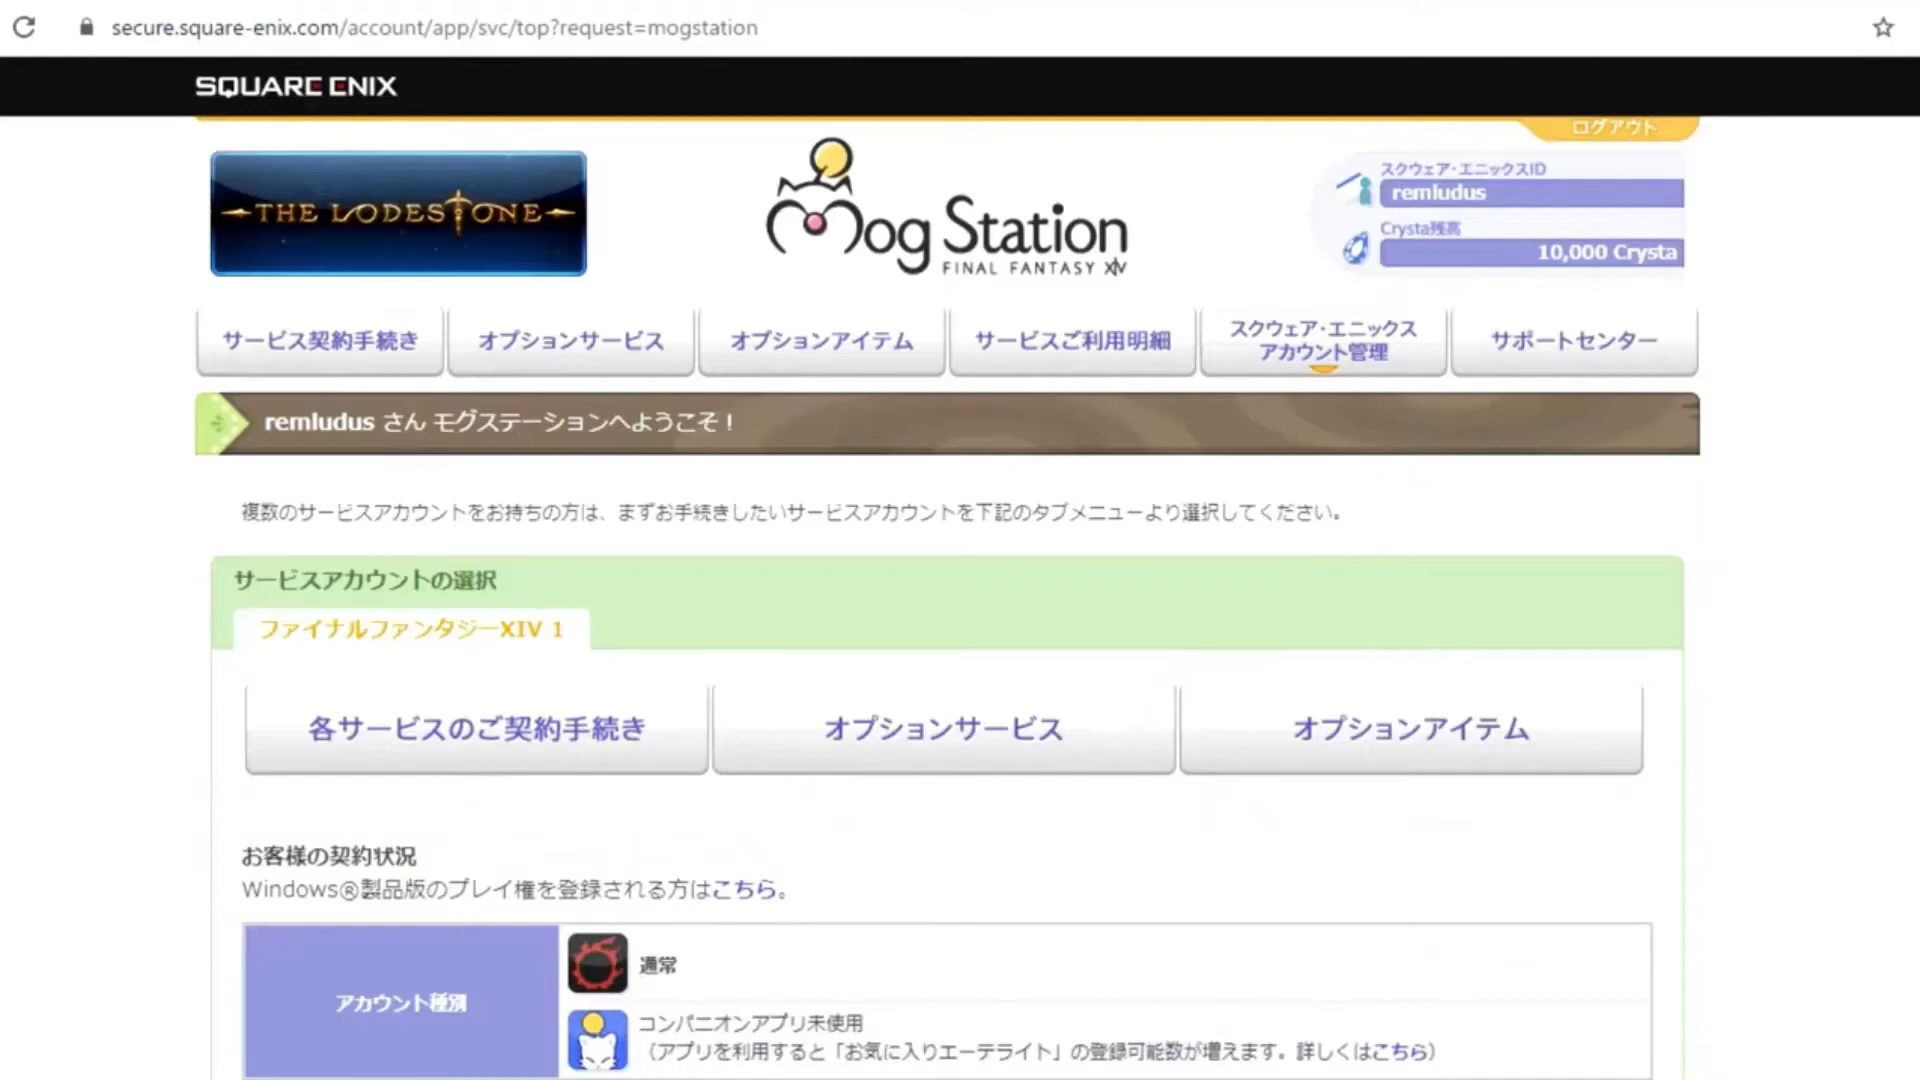 secure.square-enix.com/account/app/svc/top?request=mogstation
SQUARE ENIX
ログアウト
THE LODESTONE
Mog Station
FINAL FANTASY XIV
スクウェア・エニックスID
remludus
Crysta残高
10,000 Crysta
サービス契約手続き
オプションサービス
オプションアイテム
サービスご利用明細
スクウェア・エニックス
アカウント管理
サポートセンター
remludus さん モグステーションへようこそ！
複数のサービスアカウントをお持ちの方は、まずお手続きしたいサービスアカウントを下記のタブメニューより選択してください。
サービスアカウントの選択
ファイナルファンタジーXIV 1
各サービスのご契約手続き
オプションサービス
オプションアイテム
お客様の契約状況
Windows®製品版のプレイ権を登録される方はこちら。
アカウント種別
通常
コンパニオンアプリ未使用
（アプリを利用すると「お気に入りエーテライト」の登録可能数が増えます。詳しくはこちら）